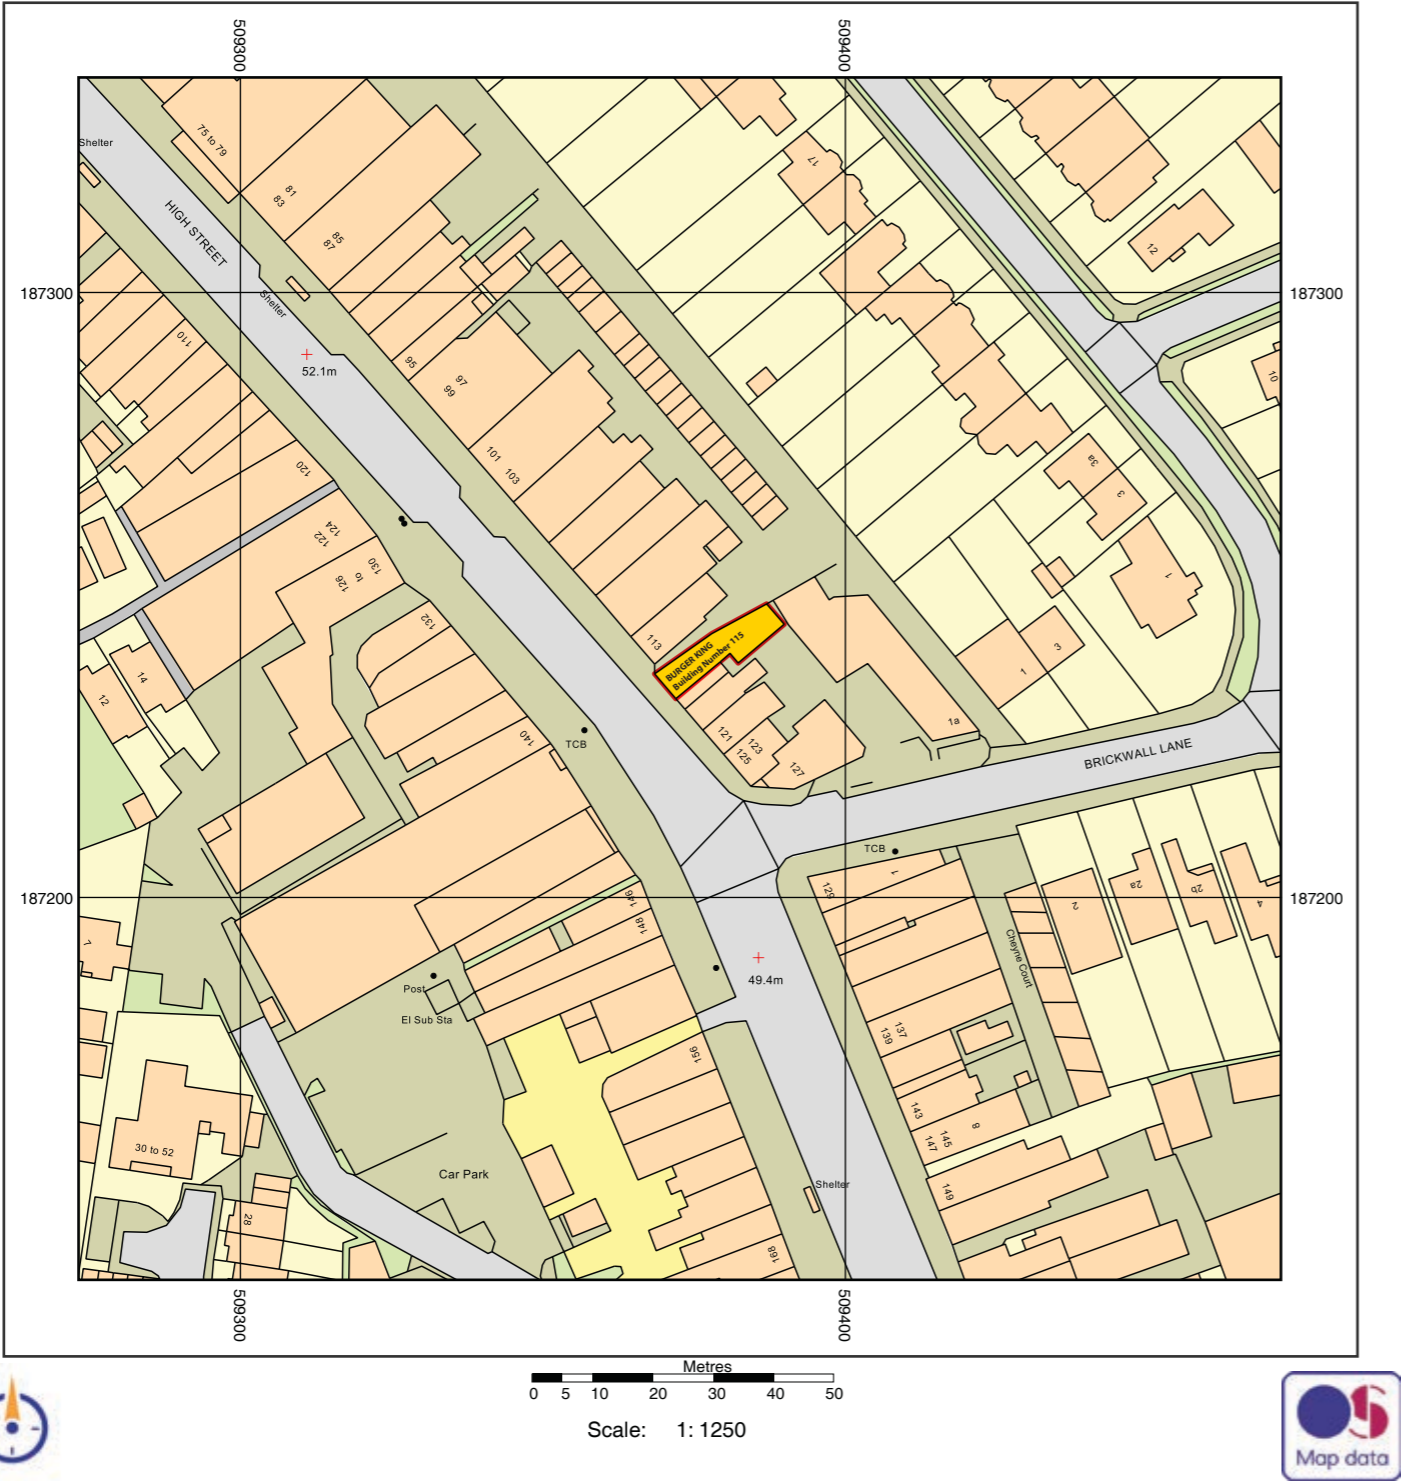 509300
509400
Shelter
75 to 79
81
83
HIGH STREET
85
87
17
12
187300
187300
Shelter
52.1m
110
95
97
99
10
101
103
120
3a
3
124
122
130
to
126
1
132
113
BURGER KING
Building Number 115
3
1
14
12
140
TCB
121
123
125
127
1a
BRICKWALL LANE
TCB
129
1
2
2a
2b
4
187200
187200
146
148
Cheyne Court
49.4m
Post
El Sub Sta
137
139
156
143
145
147
8
30 to 52
Car Park
149
Shelter
28
168
509300
509400
Metres
0 5 10 20 30 40 50
Scale: 1: 1250
OS
Map data
7